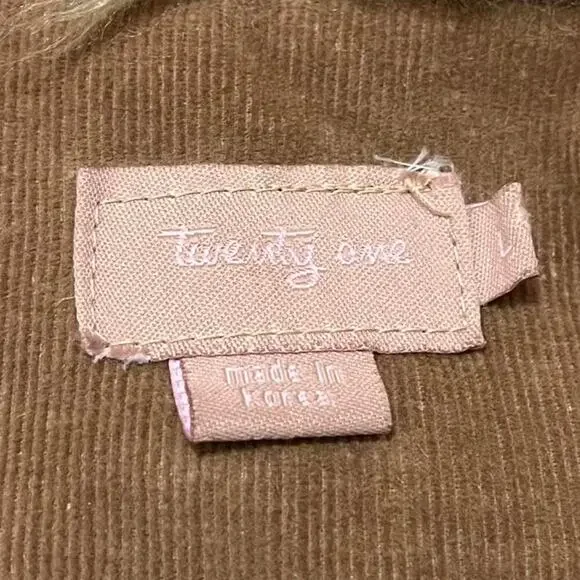 twenty one
L
made in
Korea